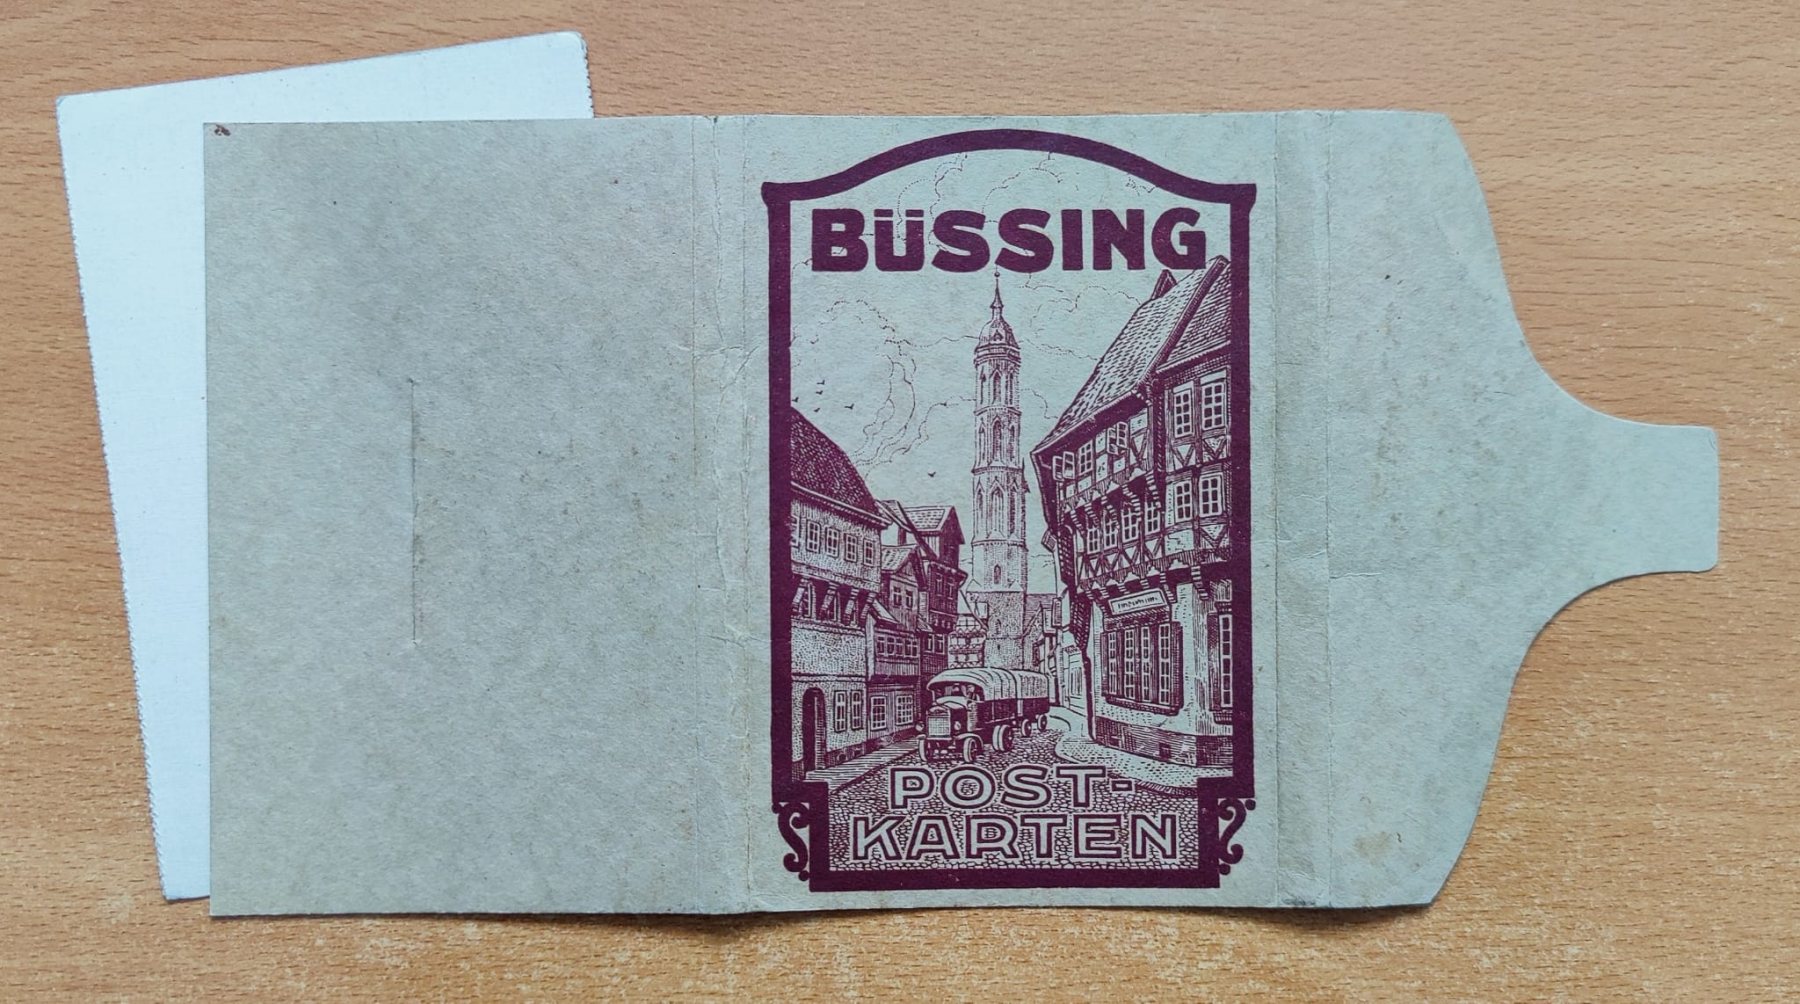 BÜSSING
POST-
KARTEN